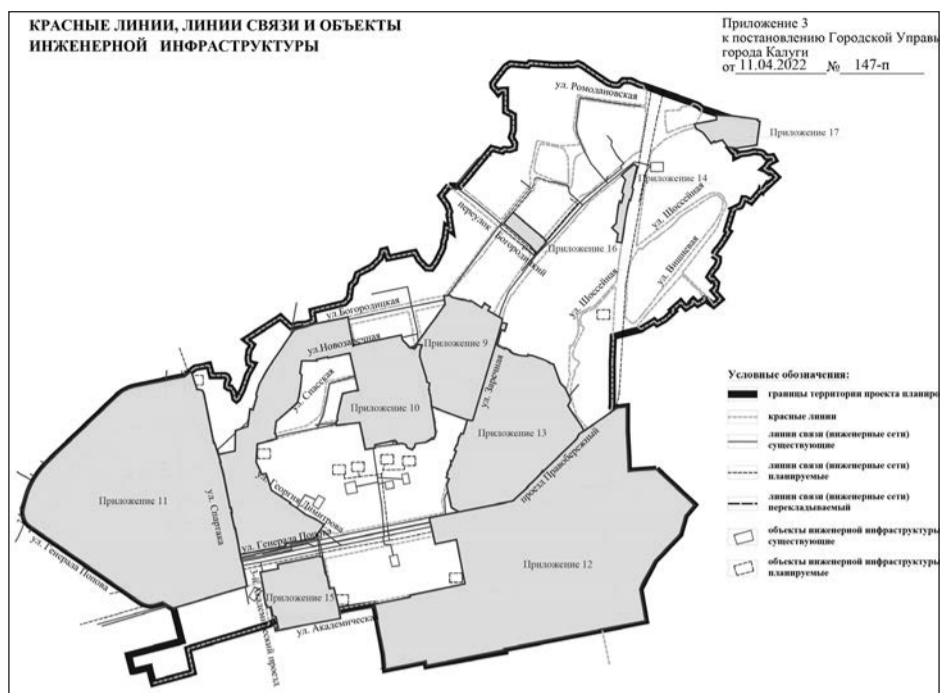 КРАСНЫЕ ЛИНИИ, ЛИНИИ СВЯЗИ И ОБЪЕКТЫ
ИНЖЕНЕРНОЙ ИНФРАСТРУКТУРЫ
Приложение 3
к постановлению Городской Управы
города Калуги
от 11.04.2022 № 147-п
ул. Ромодановская
Приложение 17
Приложение 14
ул. Шоссейная
переулок Богородицкий
Приложение 16
ул. Вишневая
ул. Шоссейная
ул.Богородицкая
ул.Новозаречная
Приложение 9
ул. Заречная
ул. Спасская
Приложение 10
Приложение 13
проезд Правобережный
Приложение 11
ул. Спартака
ул. Георгия Димитрова
ул. Генерала Попова
ул. Генерала Попова
Приложение 12
Приложение 15
ул. Академическая
Академический проезд
Условные обозначения:
границы территории проекта планиро
красные линии
линии связи (инженерные сети)
существующие
линии связи (инженерные сети)
планируемые
линии связи (инженерные сети)
перекладываемый
объекты инженерной инфраструктуры
существующие
объекты инженерной инфраструктуры
планируемые